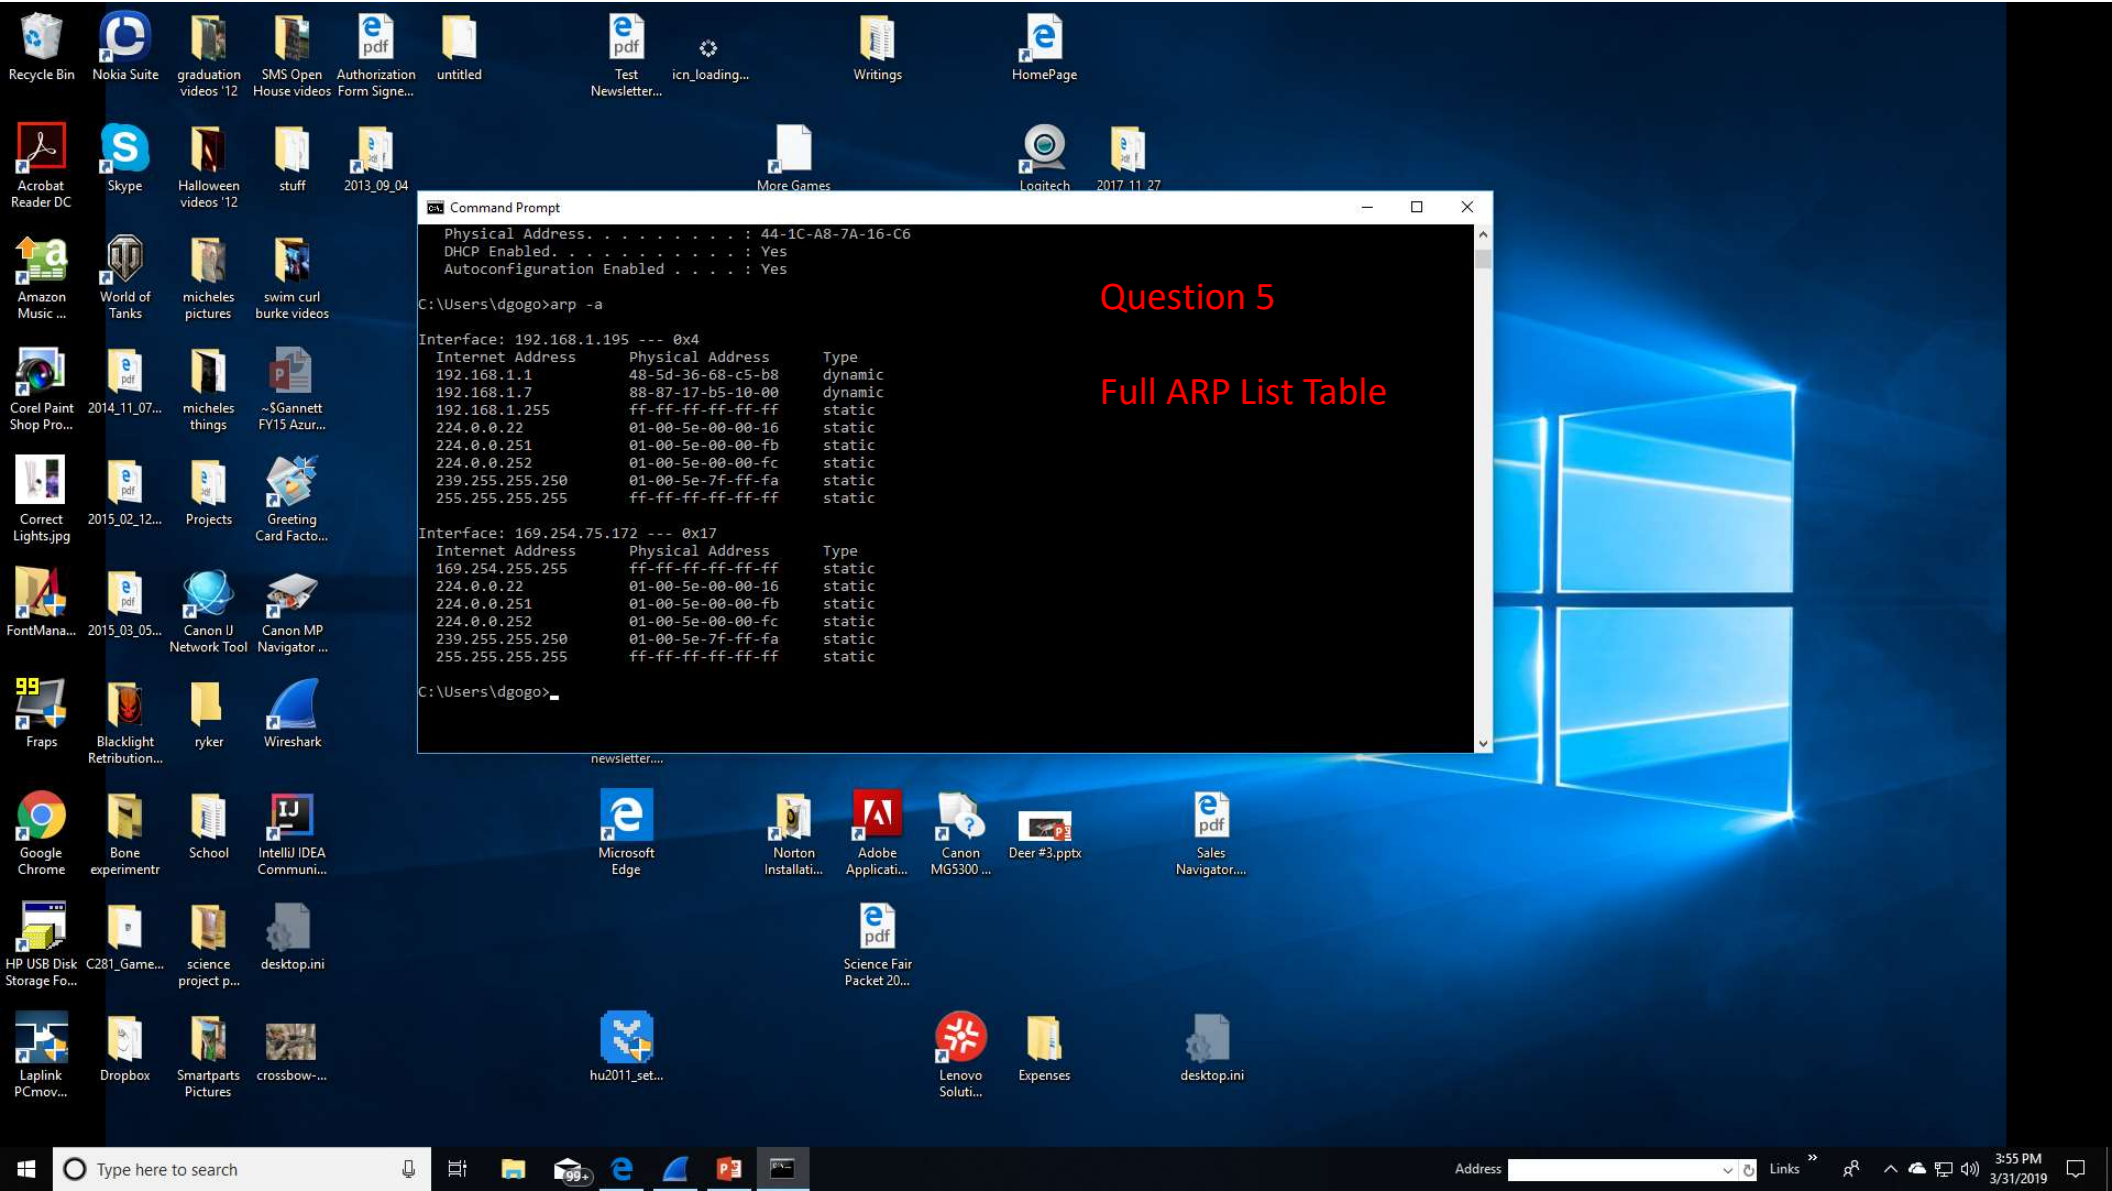 Recycle Bin
Nokia Suite
graduation
videos '12
SMS Open
House videos
Authorization
Form Signe...
untitled
pdf
Test
Newsletter...
icn_loading...
Writings
HomePage
Acrobat
Reader DC
Skype
Halloween
videos '12
stuff
2013_09_04
More Games
Logitech
2017_11_27
Amazon
Music ...
World of
Tanks
micheles
pictures
swim curl
burke videos
Corel Paint
Shop Pro...
2014_11_07...
micheles
things
~$Gannett
FY15 Azur...
Correct
Lights.jpg
2015_02_12...
Projects
Greeting
Card Facto...
FontMana...
2015_03_05...
Canon IJ
Network Tool
Canon MP
Navigator ...
99
Fraps
Blacklight
Retribution...
ryker
Wireshark
newsletter....
Google
Chrome
Bone
experimentr
School
IntelliJ IDEA
Communi...
Microsoft
Edge
Norton
Installati...
Adobe
Applicati...
Canon
MG5300 ...
Deer #3.pptx
Sales
Navigator....
HP USB Disk
Storage Fo...
C281_Game...
science
project p...
desktop.ini
Science Fair
Packet 20...
Laplink
PCmov...
Dropbox
Smartparts
Pictures
crossbow-...
hu2011_set...
Lenovo
Soluti...
Expenses
desktop.ini
Command Prompt
Physical Address. . . . . . . . . : 44-1C-A8-7A-16-C6
DHCP Enabled. . . . . . . . . . . : Yes
Autoconfiguration Enabled . . . . : Yes
C:\Users\dgogo>arp -a
Interface: 192.168.1.195 --- 0x4
Internet Address Physical Address Type
192.168.1.1 48-5d-36-68-c5-b8 dynamic
192.168.1.7 88-87-17-b5-10-00 dynamic
192.168.1.255 ff-ff-ff-ff-ff-ff static
224.0.0.22 01-00-5e-00-00-16 static
224.0.0.251 01-00-5e-00-00-fb static
224.0.0.252 01-00-5e-00-00-fc static
239.255.255.250 01-00-5e-7f-ff-fa static
255.255.255.255 ff-ff-ff-ff-ff-ff static
Interface: 169.254.75.172 --- 0x17
Internet Address Physical Address Type
169.254.255.255 ff-ff-ff-ff-ff-ff static
224.0.0.22 01-00-5e-00-00-16 static
224.0.0.251 01-00-5e-00-00-fb static
224.0.0.252 01-00-5e-00-00-fc static
239.255.255.250 01-00-5e-7f-ff-fa static
255.255.255.255 ff-ff-ff-ff-ff-ff static
C:\Users\dgogo>
Question 5
Full ARP List Table
Type here to search
99+
Address
Links
3:55 PM
3/31/2019